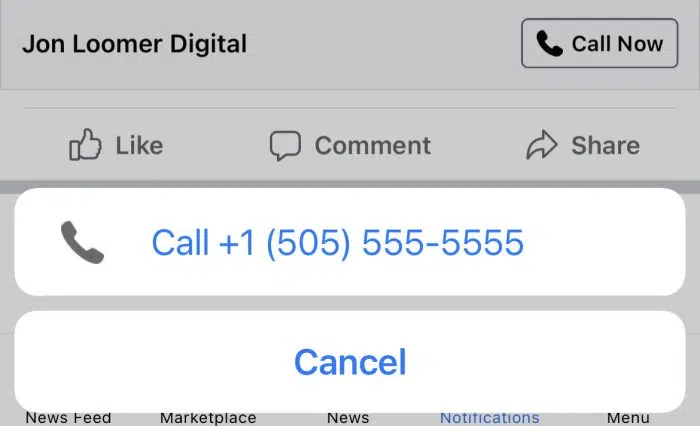 Jon Loomer Digital Call Now
Like Comment Share
Call +1 (505) 555-5555
Cancel
News Feed Marketplace News Notifications Menu